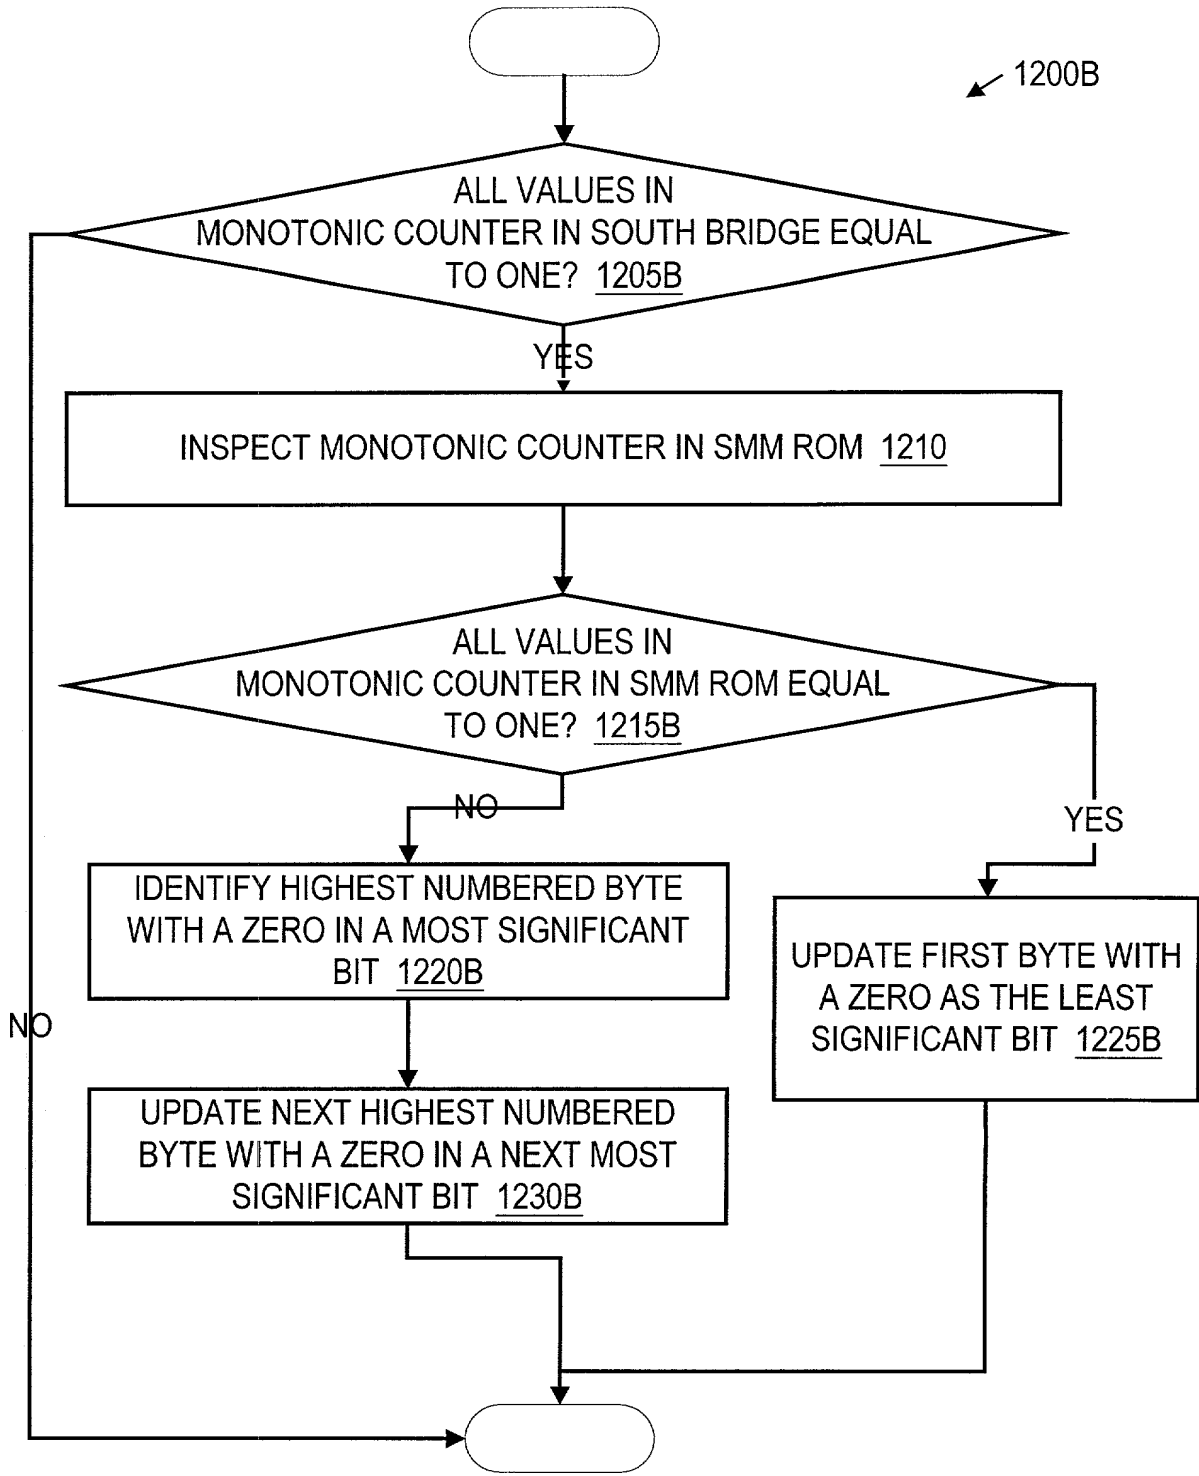 1200B
ALL VALUES IN
MONOTONIC COUNTER IN SOUTH BRIDGE EQUAL
TO ONE? 1205B
YES
INSPECT MONOTONIC COUNTER IN SMM ROM 1210
ALL VALUES IN
MONOTONIC COUNTER IN SMM ROM EQUAL
TO ONE? 1215B
NO
YES
IDENTIFY HIGHEST NUMBERED BYTE
WITH A ZERO IN A MOST SIGNIFICANT
BIT 1220B
UPDATE FIRST BYTE WITH
A ZERO AS THE LEAST
SIGNIFICANT BIT 1225B
NO
UPDATE NEXT HIGHEST NUMBERED
BYTE WITH A ZERO IN A NEXT MOST
SIGNIFICANT BIT 1230B